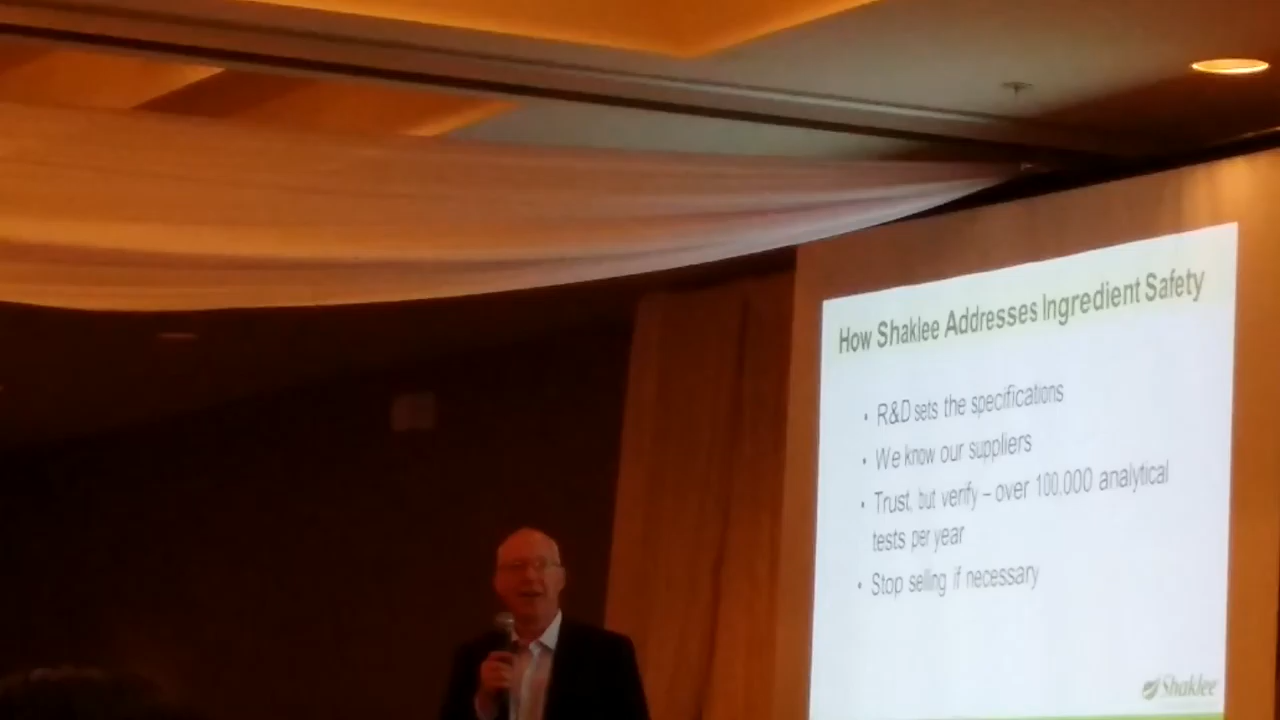 How Shaklee Addresses Ingredient Safety
• R&D sets the specifications
• We know our suppliers
• Trust, but verify – over 100,000 analytical
tests per year
• Stop selling if necessary
Shaklee